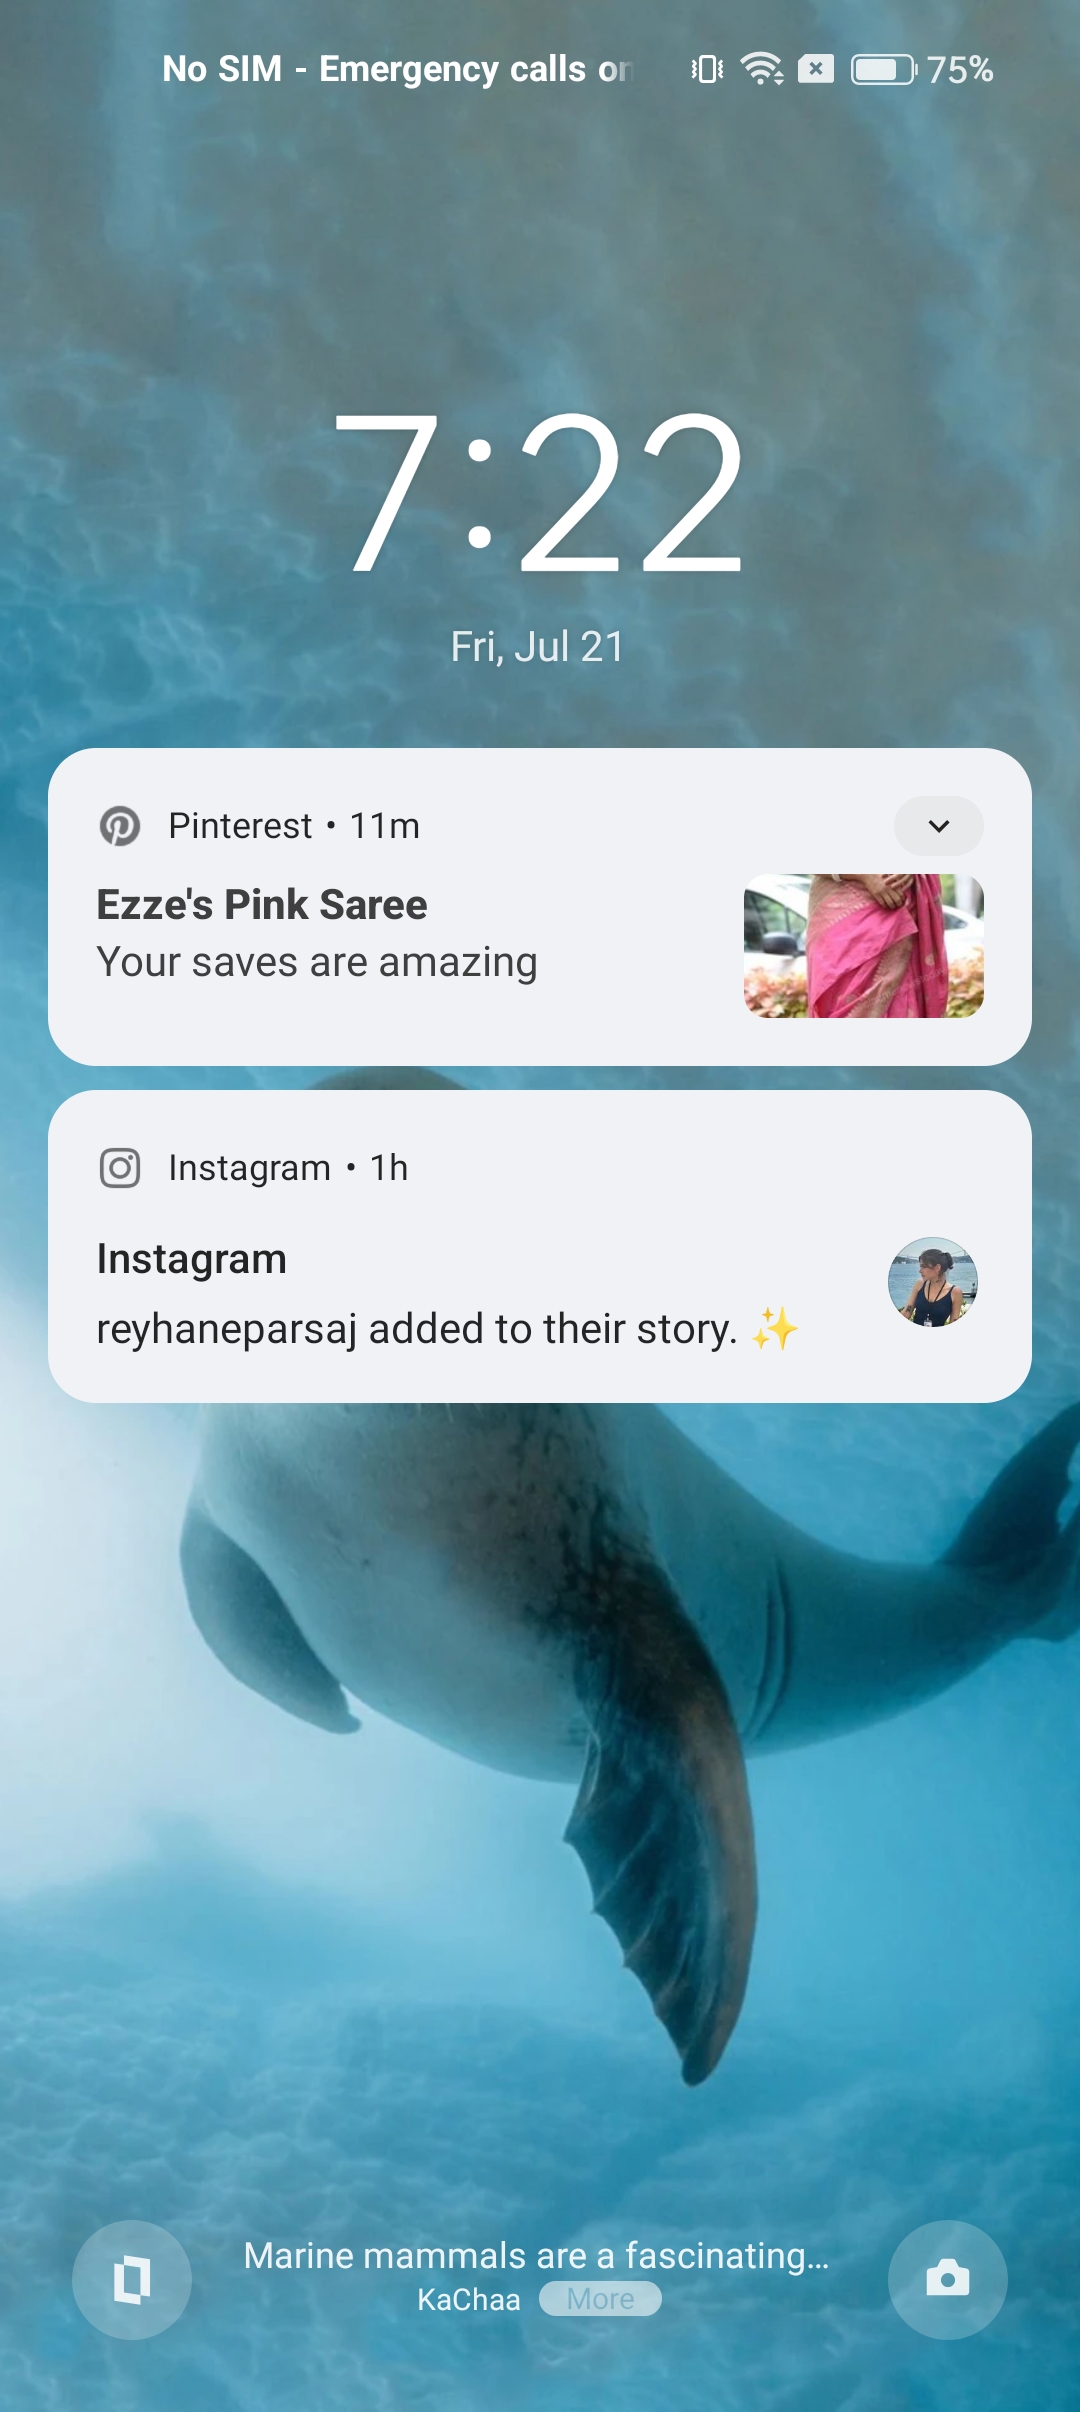 No SIM - Emergency calls
75%
7:22
Fri, Jul 21
Pinterest • 11m
Ezze's Pink Saree
Your saves are amazing
Instagram • 1h
Instagram
reyhaneparsaj added to their story. ✨
Marine mammals are a fascinating...
KaChaa
More